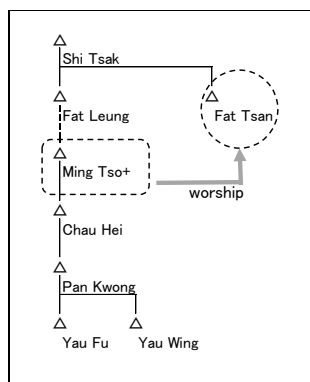 Shi Tsak
Fat Leung
Fat Tsan
Ming Tso+
worship
Chau Hei
Pan Kwong
Yau Fu
Yau Wing